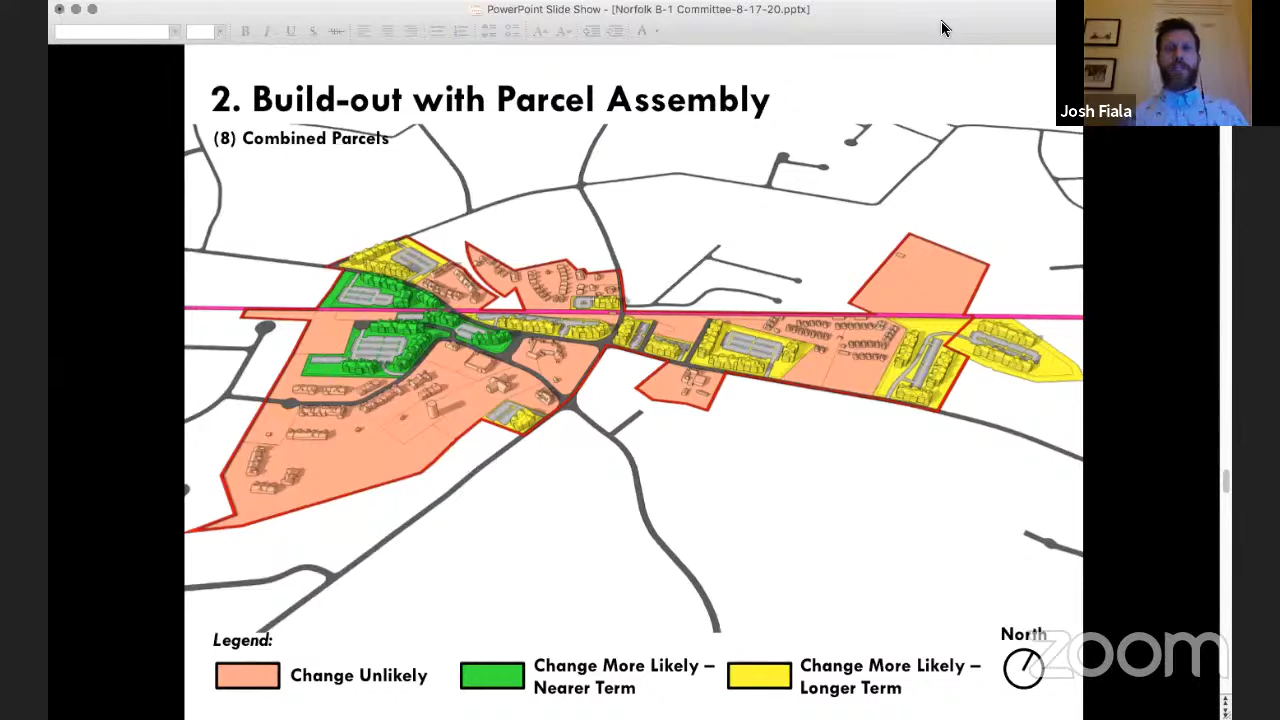 PowerPoint Slide Show - [Norfolk B-1 Committee-8-17-20.pptx]
B I U S ABC
A A A
Josh Fiala
2. Build-out with Parcel Assembly
(8) Combined Parcels
Legend:
Change Unlikely
Change More Likely –
Nearer Term
Change More Likely –
Longer Term
North
zoom